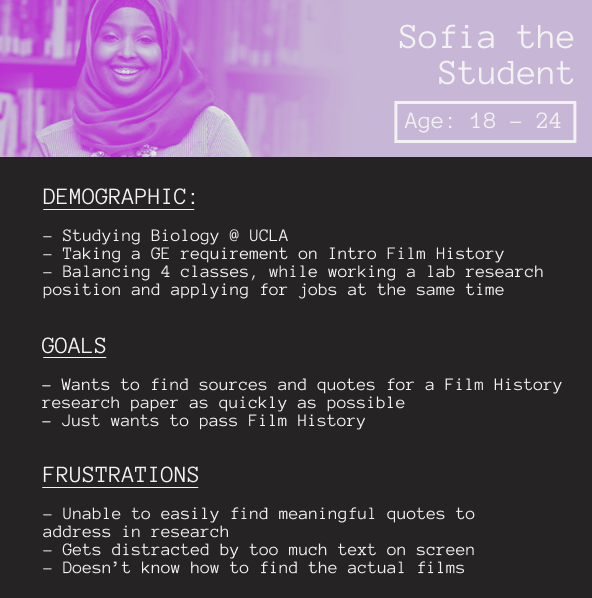 Sofia the
Student
Age: 18 - 24
DEMOGRAPHIC:
- Studying Biology @ UCLA
- Taking a GE requirement on Intro Film History
- Balancing 4 classes, while working a lab research
position and applying for jobs at the same time
GOALS
- Wants to find sources and quotes for a Film History
research paper as quickly as possible
- Just wants to pass Film History
FRUSTRATIONS
- Unable to easily find meaningful quotes to
address in research
- Gets distracted by too much text on screen
- Doesn't know how to find the actual films